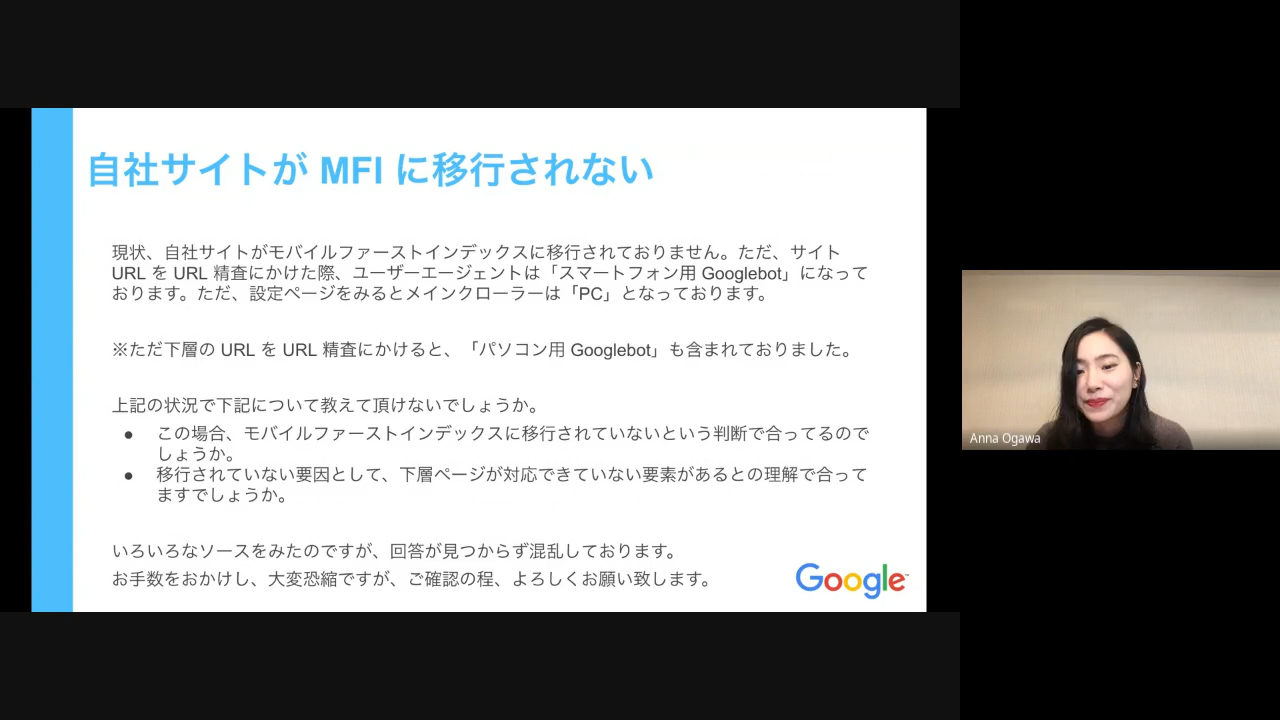 自社サイトが MFI に移行されない
現状、自社サイトがモバイルファーストインデックスに移行されておりません。ただ、サイト
URL を URL 精査にかけた際、ユーザーエージェントは「スマートフォン用 Googlebot」になって
おります。ただ、設定ページをみるとメインクローラーは「PC」となっております。
※ただ下層の URL を URL 精査にかけると、「パソコン用 Googlebot」も含まれておりました。
上記の状況で下記について教えて頂けないでしょうか。
● この場合、モバイルファーストインデックスに移行されていないという判断で合ってるので
しょうか。
● 移行されていない要因として、下層ページが対応できていない要素があるとの理解で合って
ますでしょうか。
いろいろなソースをみたのですが、回答が見つからず混乱しております。
お手数をおかけし、大変恐縮ですが、ご確認の程、よろしくお願い致します。
Google
Anna Ogawa